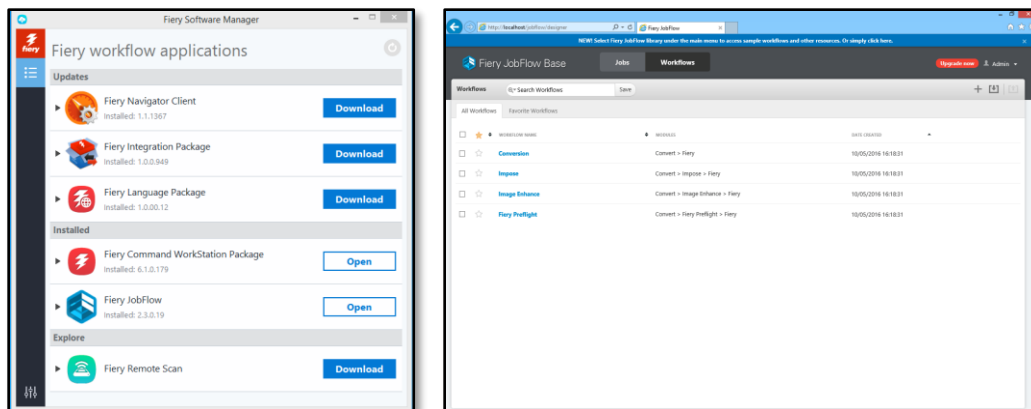 Fiery Software Manager
fiery
Fiery workflow applications
Updates
Fiery Navigator Client
Installed: 1.1.1367
Download
Fiery Integration Package
Installed: 1.0.0.949
Download
Fiery Language Package
Installed: 1.0.00.12
Download
Installed
Fiery Command WorkStation Package
Installed: 6.1.0.179
Open
Fiery JobFlow
Installed: 2.3.0.19
Open
Explore
Fiery Remote Scan
Download
http://localhost/jobflow/designer
Fiery JobFlow
NEW! Select Fiery JobFlow library under the main menu to access sample workflows and other resources. Or simply click here.
Fiery JobFlow Base Jobs Workflows Upgrade now Admin
Workflows Search Workflows Save
All Workflows Favorite Workflows
WORKFLOW NAME MODULES DATE CREATED
Conversion Convert > Fiery 10/05/2016 16:18:31
Impose Convert > Impose > Fiery 10/05/2016 16:18:31
Image Enhance Convert > Image Enhance > Fiery 10/05/2016 16:18:31
Fiery Preflight Convert > Fiery Preflight > Fiery 10/05/2016 16:18:31